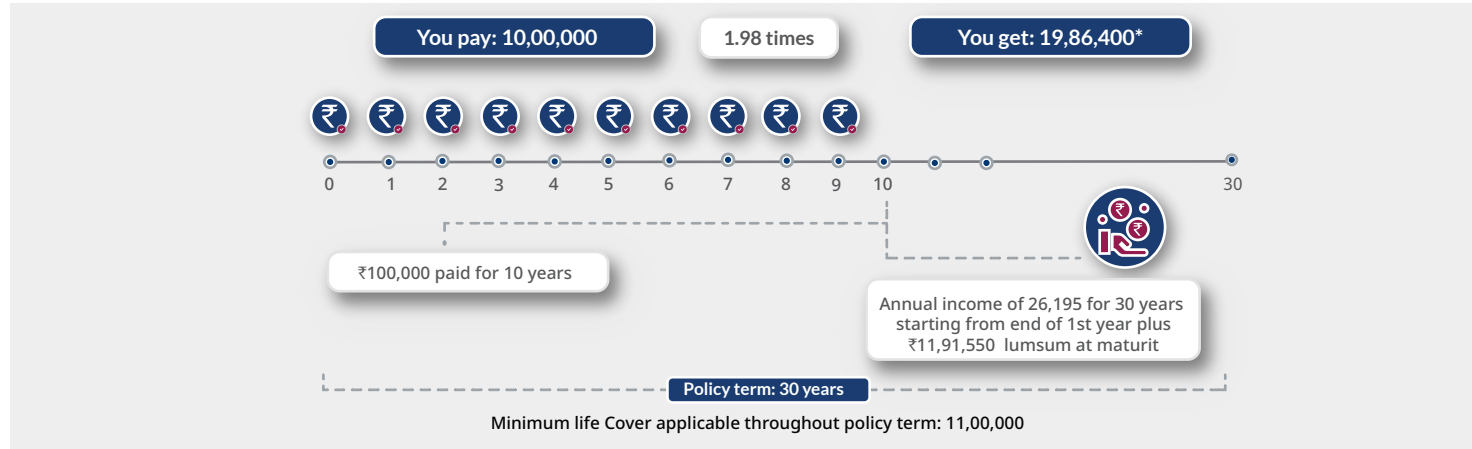 You pay: 10,00,000
1.98 times
You get: 19,86,400*
₹ ₹ ₹ ₹ ₹ ₹ ₹ ₹ ₹ ₹
0 1 2 3 4 5 6 7 8 9 10 30
₹ ₹
₹100,000 paid for 10 years
Annual income of 26,195 for 30 years
starting from end of 1st year plus
₹11,91,550 lumsum at maturit
Policy term: 30 years
Minimum life Cover applicable throughout policy term: 11,00,000